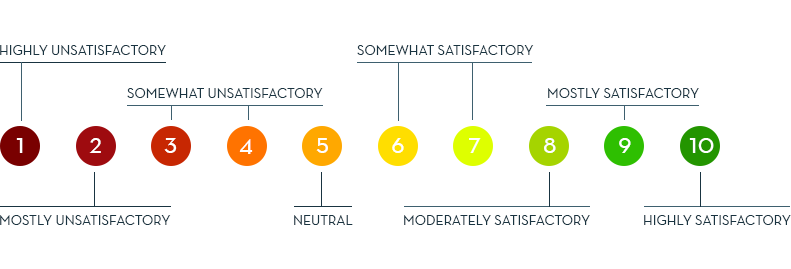 HIGHLY UNSATISFACTORY
SOMEWHAT SATISFACTORY
SOMEWHAT UNSATISFACTORY
MOSTLY SATISFACTORY
1 2 3 4 5 6 7 8 9 10
MOSTLY UNSATISFACTORY
NEUTRAL
MODERATELY SATISFACTORY
HIGHLY SATISFACTORY